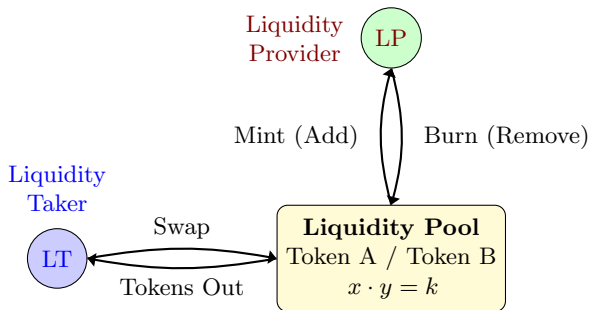 Liquidity
Provider
LP
Mint (Add)
Burn (Remove)
Liquidity
Taker
LT
Swap
Tokens Out
Liquidity Pool
Token A / Token B
x · y = k